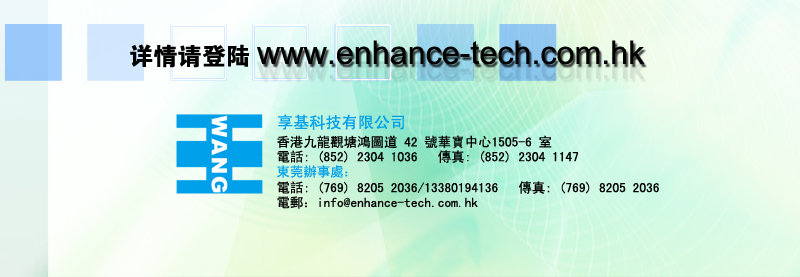 详情请登陆 www.enhance-tech.com.hk
WANG
享基科技有限公司
香港九龍觀塘鴻圖道 42 號華寶中心1505-6 室
電話: (852) 2304 1036 傳真: (852) 2304 1147
東莞辦事處:
電話: (769) 8205 2036/13380194136 傳真: (769) 8205 2036
電郵: info@enhance-tech.com.hk